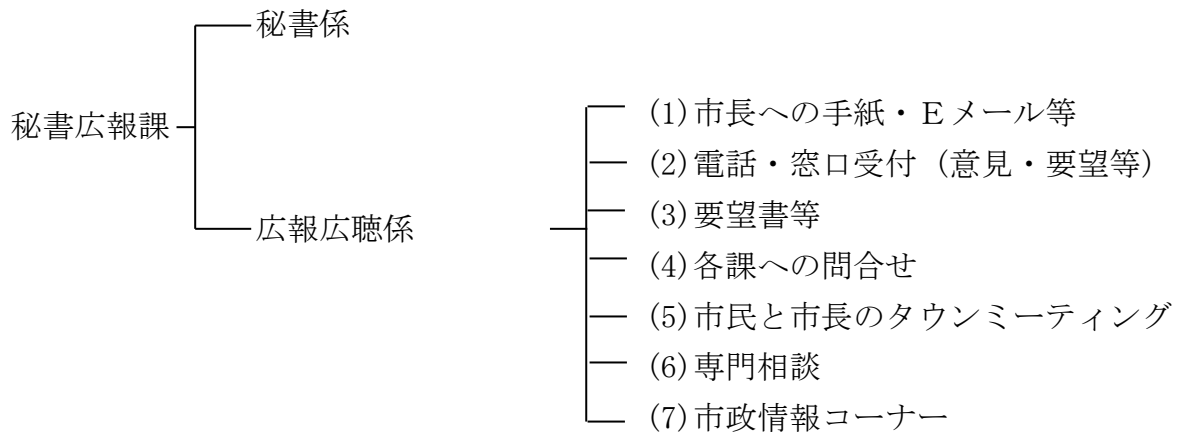 秘書係
秘書広報課
広報広聴係
(1)市長への手紙・Eメール等
(2)電話・窓口受付（意見・要望等）
(3)要望書等
(4)各課への問合せ
(5)市民と市長のタウンミーティング
(6)専門相談
(7)市政情報コーナー